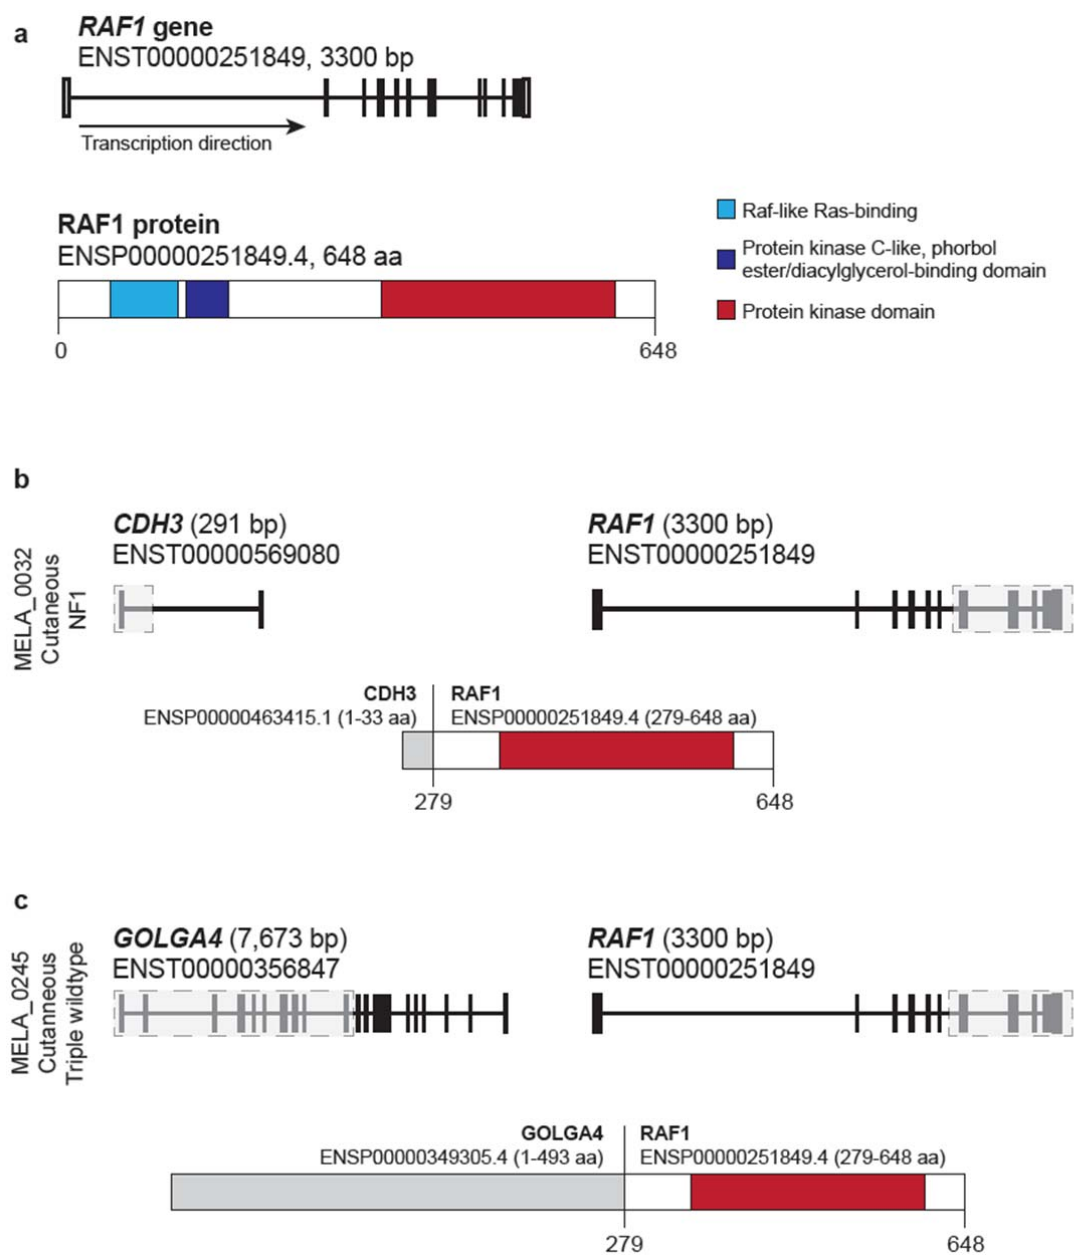 a
RAF1 gene
ENST00000251849, 3300 bp
Transcription direction
RAF1 protein
ENSP00000251849.4, 648 aa
0
648
Raf-like Ras-binding
Protein kinase C-like, phorbol
ester/diacylglycerol-binding domain
Protein kinase domain
b
MELA_0032
Cutaneous
NF1
CDH3 (291 bp)
ENST00000569080
RAF1 (3300 bp)
ENST00000251849
CDH3
ENSP00000463415.1 (1-33 aa)
RAF1
ENSP00000251849.4 (279-648 aa)
279
648
c
MELA_0245
Cutanneous
Triple wildtype
GOLGA4 (7,673 bp)
ENST00000356847
RAF1 (3300 bp)
ENST00000251849
GOLGA4
ENSP00000349305.4 (1-493 aa)
RAF1
ENSP00000251849.4 (279-648 aa)
279
648